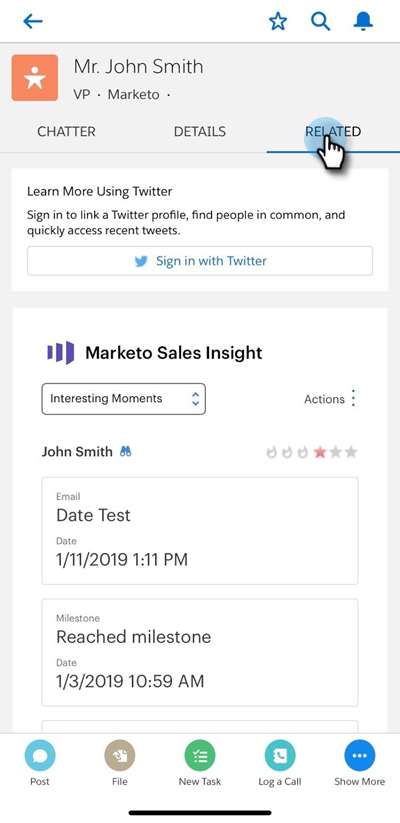 Mr. John Smith
VP · Marketo ·
CHATTER DETAILS RELATED
Learn More Using Twitter
Sign in to link a Twitter profile, find people in common, and
quickly access recent tweets.
Sign in with Twitter
Marketo Sales Insight
Interesting Moments Actions
John Smith
Email
Date Test
Date
1/11/2019 1:11 PM
Milestone
Reached milestone
Date
1/3/2019 10:59 AM
Post File New Task Log a Call Show More